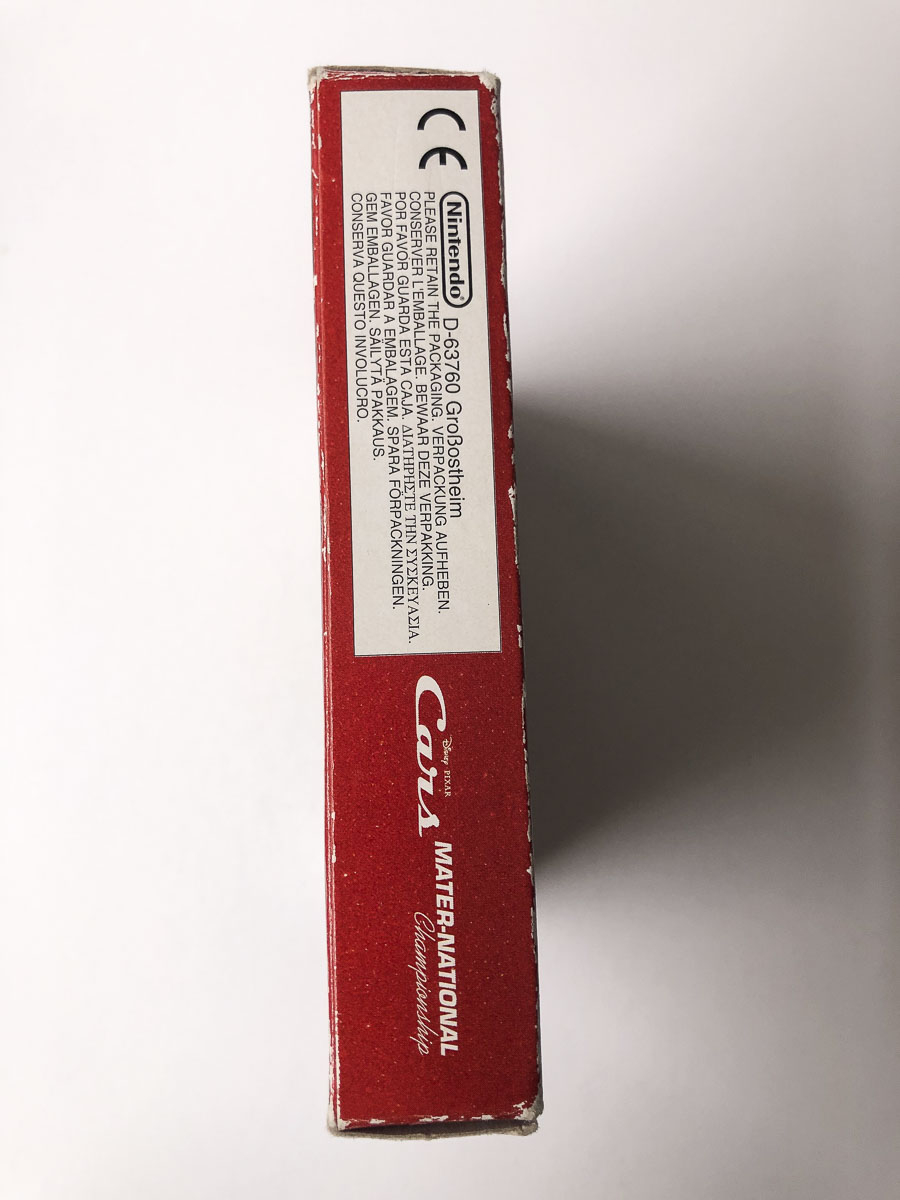 CE
Nintendo® D-63760 Großostheim
PLEASE RETAIN THE PACKAGING. VERPACKUNG AUFHEBEN.
CONSERVER L'EMBALLAGE. BEWAAR DEZE VERPAKKING.
POR FAVOR GUARDA ESTA CAJA. ΔΙΑΤΗΡΗΣΤΕ ΤΗΝ ΣΥΣΚΕΥΑΣΙΑ.
FAVOR GUARDAR A EMBALAGEM. SPARA FÖRPACKNINGEN.
GEM EMBALLAGEN. SÄILYTÄ PAKKAUS.
CONSERVA QUESTO INVOLUCRO.
Disney PIXAR
Cars
MATER-NATIONAL
Championship